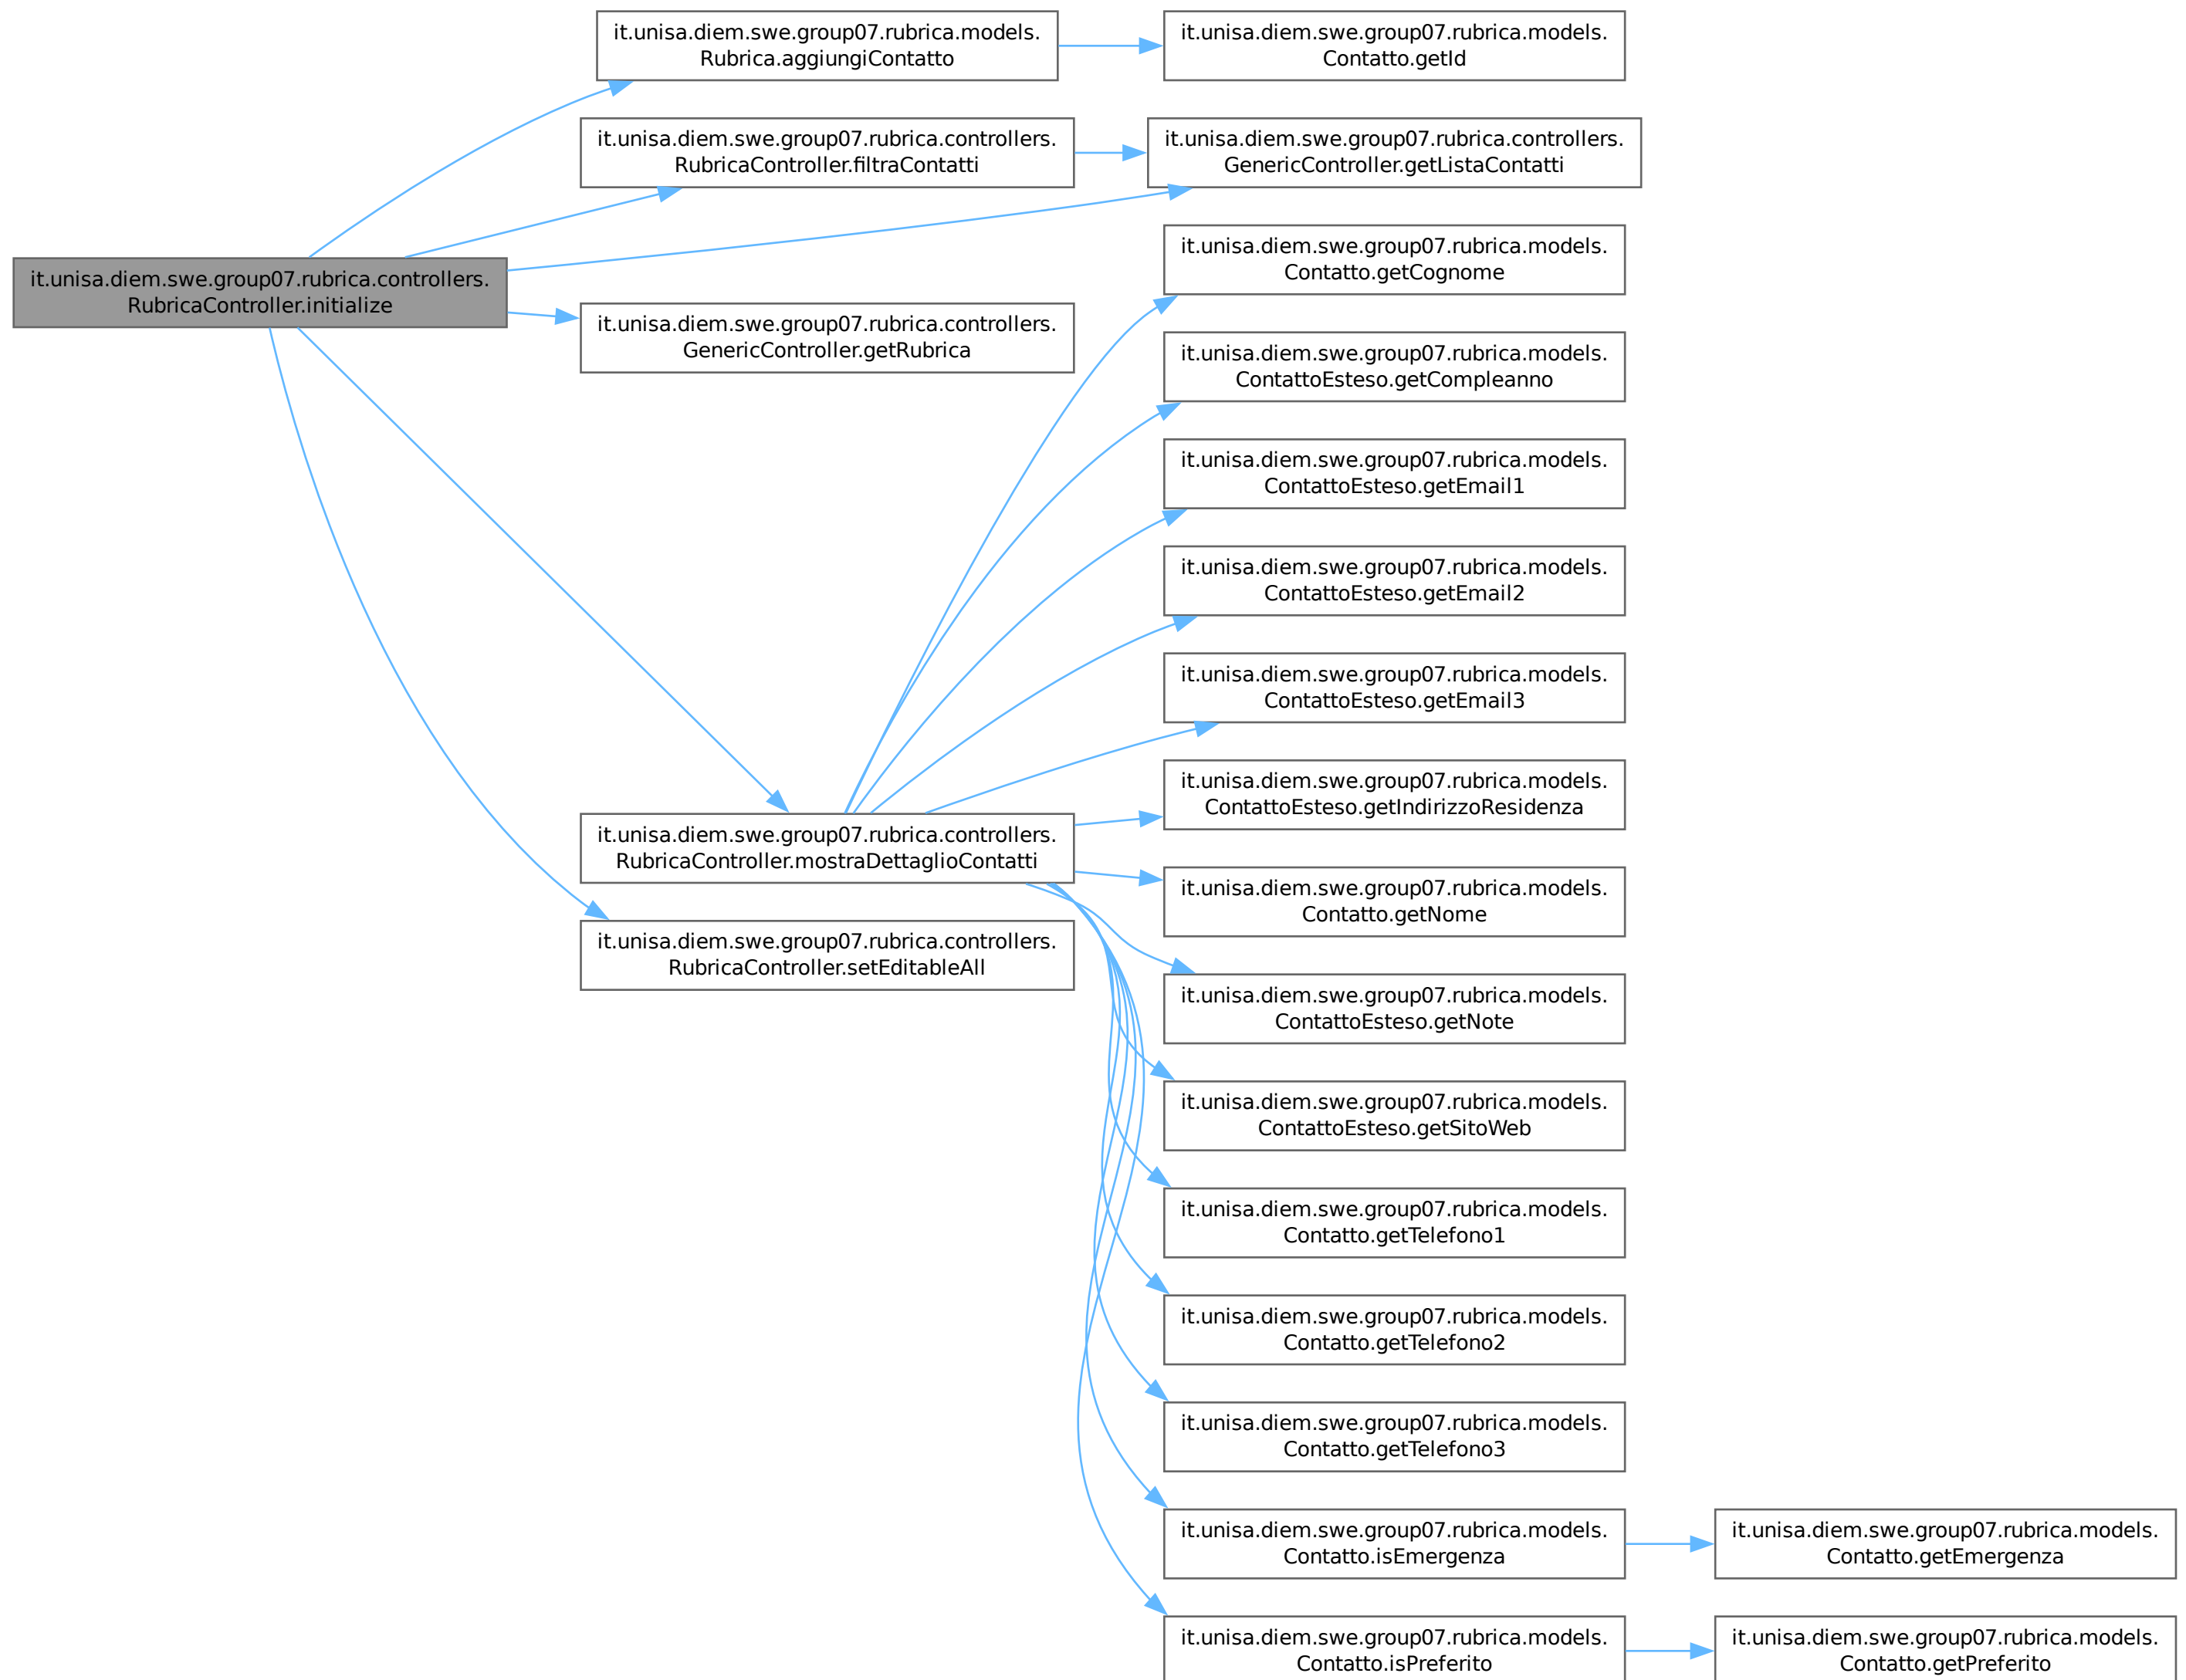 it.unisa.diem.swe.group07.rubrica.models.
Rubrica.aggiungiContatto
it.unisa.diem.swe.group07.rubrica.models.
Contatto.getId
it.unisa.diem.swe.group07.rubrica.controllers.
RubricaController.filtraContatti
it.unisa.diem.swe.group07.rubrica.controllers.
GenericController.getListaContatti
it.unisa.diem.swe.group07.rubrica.models.
Contatto.getCognome
it.unisa.diem.swe.group07.rubrica.controllers.
RubricaController.initialize
it.unisa.diem.swe.group07.rubrica.controllers.
GenericController.getRubrica
it.unisa.diem.swe.group07.rubrica.models.
ContattoEsteso.getCompleanno
it.unisa.diem.swe.group07.rubrica.models.
ContattoEsteso.getEmail1
it.unisa.diem.swe.group07.rubrica.models.
ContattoEsteso.getEmail2
it.unisa.diem.swe.group07.rubrica.models.
ContattoEsteso.getEmail3
it.unisa.diem.swe.group07.rubrica.models.
ContattoEsteso.getIndirizzoResidenza
it.unisa.diem.swe.group07.rubrica.controllers.
RubricaController.mostraDettaglioContatti
it.unisa.diem.swe.group07.rubrica.models.
Contatto.getNome
it.unisa.diem.swe.group07.rubrica.controllers.
RubricaController.setEditableAll
it.unisa.diem.swe.group07.rubrica.models.
ContattoEsteso.getNote
it.unisa.diem.swe.group07.rubrica.models.
ContattoEsteso.getSitoWeb
it.unisa.diem.swe.group07.rubrica.models.
Contatto.getTelefono1
it.unisa.diem.swe.group07.rubrica.models.
Contatto.getTelefono2
it.unisa.diem.swe.group07.rubrica.models.
Contatto.getTelefono3
it.unisa.diem.swe.group07.rubrica.models.
Contatto.isEmergenza
it.unisa.diem.swe.group07.rubrica.models.
Contatto.getEmergenza
it.unisa.diem.swe.group07.rubrica.models.
Contatto.isPreferito
it.unisa.diem.swe.group07.rubrica.models.
Contatto.getPreferito